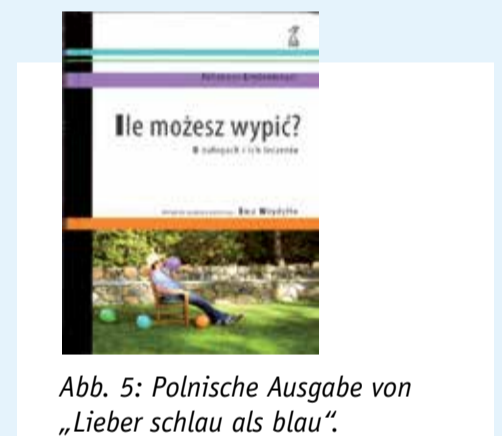 Ile możesz wypić?
O nałogach i ich leczeniu
Ewa Woydyłło
Abb. 5: Polnische Ausgabe von
„Lieber schlau als blau“.